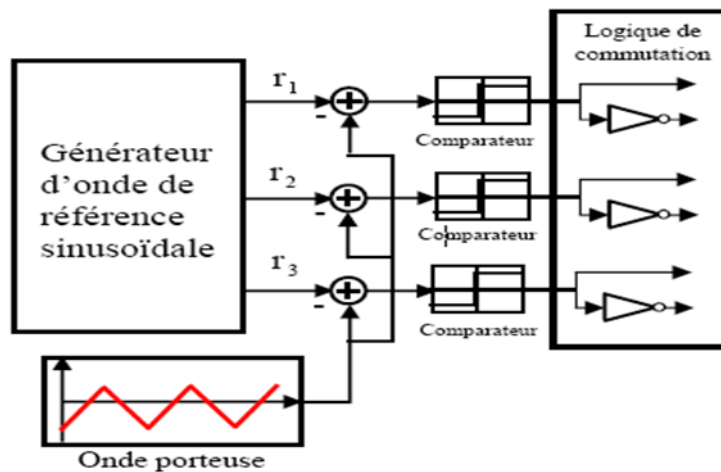 Logique de
commutation
r1
Comparateur
Générateur
d'onde de
référence
sinusoïdale
r2
Comparateur
r3
Comparateur
Onde porteuse